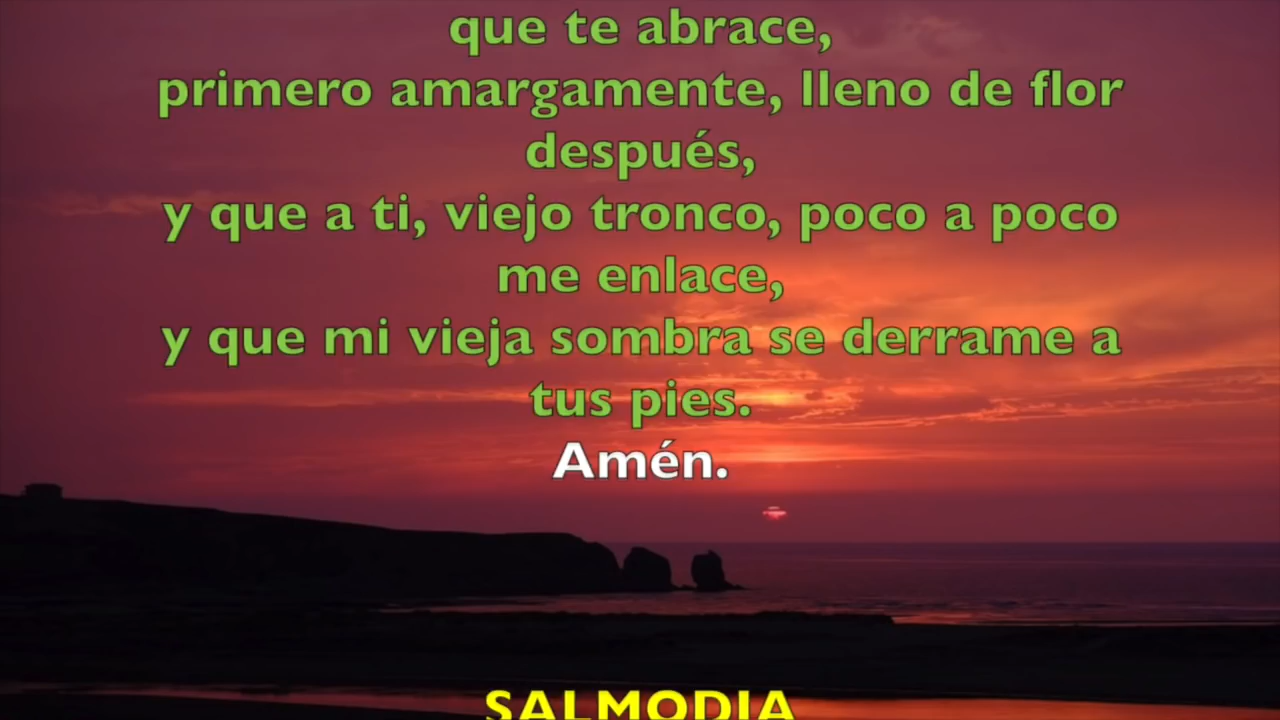 que te abrace,
primero amargamente, lleno de flor
después,
y que a ti, viejo tronco, poco a poco
me enlace,
y que mi vieja sombra se derrame a
tus pies.
Amén.
SALMODIA